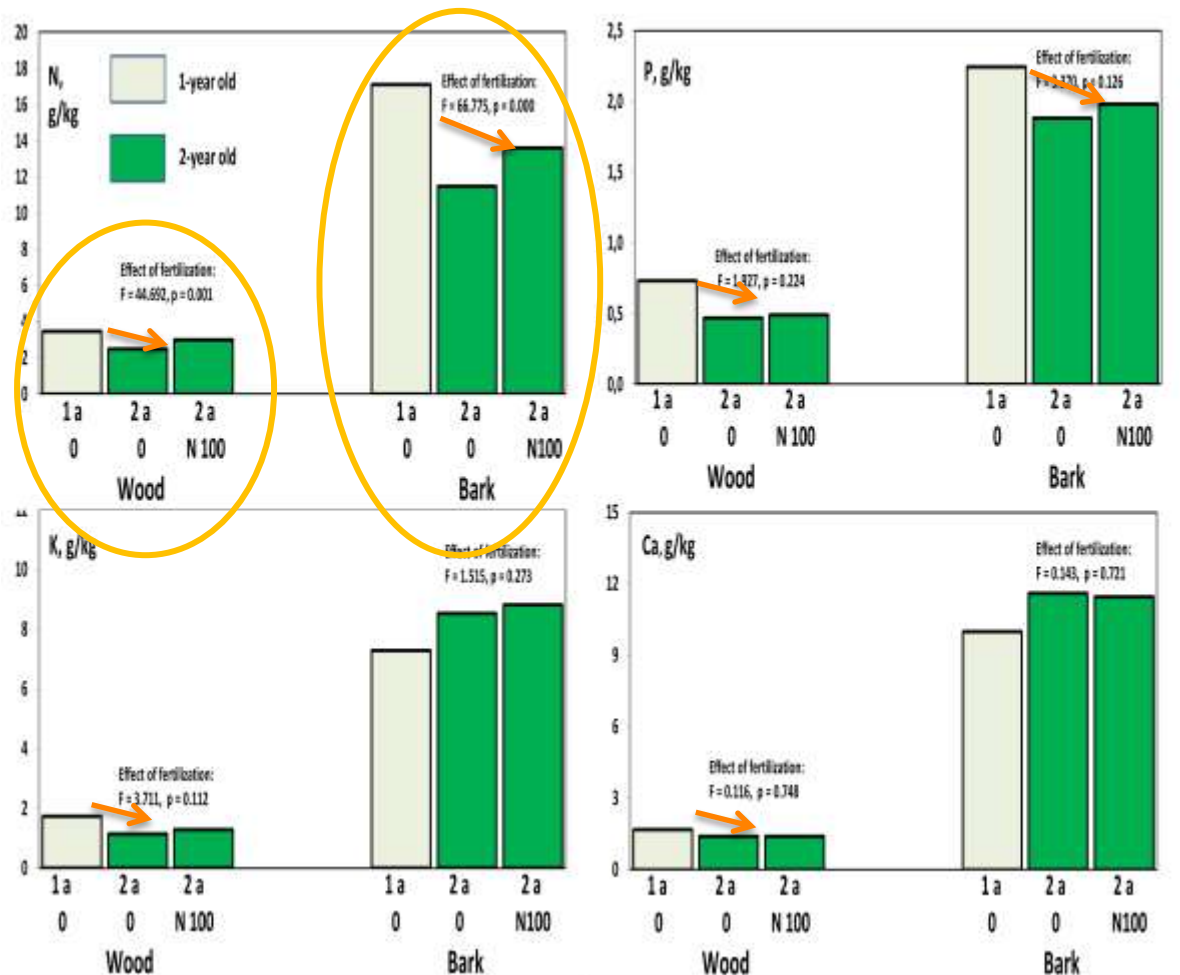 20
18
16
14
12
10
8
6
4
2
0
N,
g/kg
1-year old
2-year old
Effect of fertilization:
F = 44.692, p = 0.001
Effect of fertilization:
F = 66.775, p = 0.000
1 a 2 a 2 a 1 a 2 a 2 a
0 0 N 100 0 0 N100
Wood Bark
2,5
2,0
1,5
1,0
0,5
0,0
P, g/kg
Effect of fertilization:
F = 1.927, p = 0.224
Effect of fertilization:
p = 0.126
1 a 2 a 2 a 1 a 2 a 2 a
0 0 N 100 0 0 N100
Wood Bark
10
8
6
4
2
0
K, g/kg
Effect of fertilization:
F = 3.711, p = 0.112
Effect of fertilization:
F = 1.515, p = 0.273
1 a 2 a 2 a 1 a 2 a 2 a
0 0 N 100 0 0 N100
Wood Bark
15
12
9
6
3
0
Ca, g/kg
Effect of fertilization:
F = 0.116, p = 0.748
Effect of fertilization:
F = 0.143, p = 0.721
1 a 2 a 2 a 1 a 2 a 2 a
0 0 N 100 0 0 N100
Wood Bark